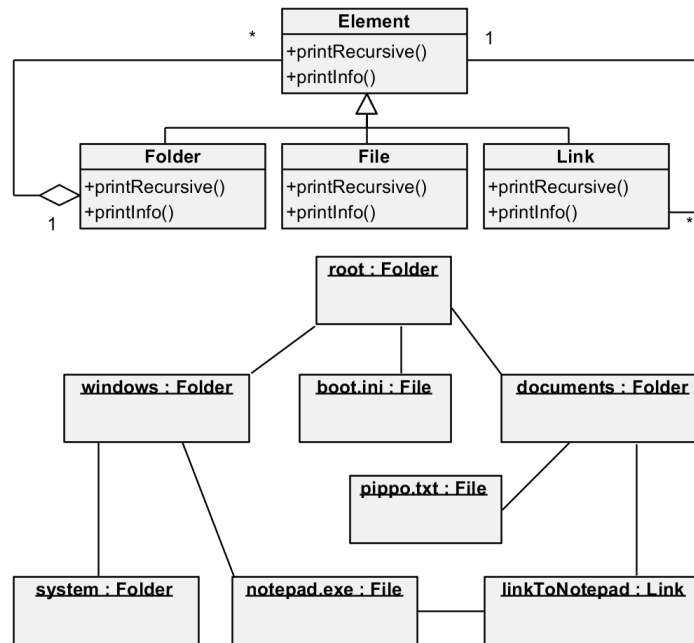 Element
* 1
+printRecursive()
+printInfo()
Folder File Link
+printRecursive() +printRecursive() +printRecursive()
+printInfo() +printInfo() +printInfo()
1 *
root : Folder
windows : Folder boot.ini : File documents : Folder
pippo.txt : File
system : Folder notepad.exe : File linkToNotepad : Link